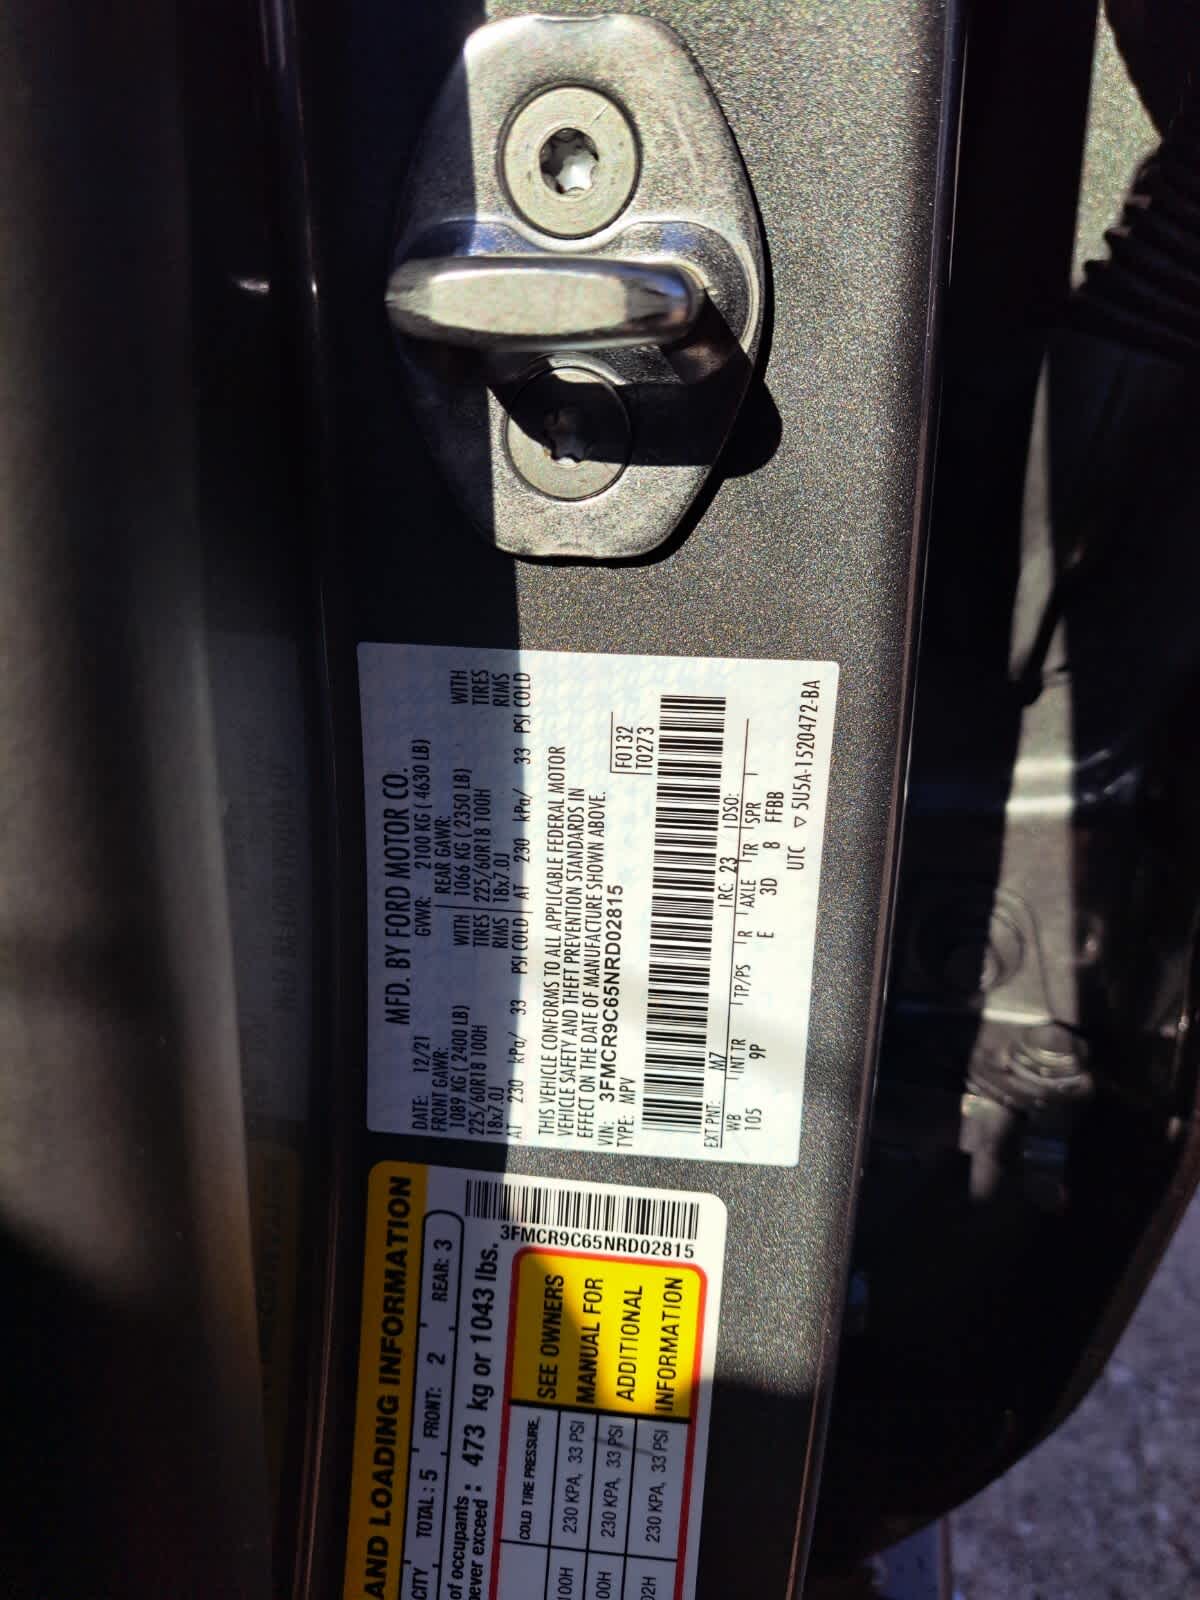 MFD. BY FORD MOTOR CO.
DATE: 12/21 GVWR: 2100 KG ( 4630 LB)
FRONT GAWR: REAR GAWR:
1089 KG ( 2400 LB) WITH 1066 KG ( 2350 LB) WITH
225/60R18 100H TIRES 225/60R18 100H TIRES
18x7.0J RIMS 18x7.0J RIMS
AT 230 kPa/ 33 PSI COLD AT 230 kPa/ 33 PSI COLD
THIS VEHICLE CONFORMS TO ALL APPLICABLE FEDERAL MOTOR
VEHICLE SAFETY AND THEFT PREVENTION STANDARDS IN
EFFECT ON THE DATE OF MANUFACTURE SHOWN ABOVE.
VIN: 3FMCR9C65NRD02815 F0132
TYPE: MPV T0273
EXT PNT: M7 RC: 23 DSO:
WB INT TR TP/PS R AXLE TR SPR
105 9P E 3D 8 FFBB
UTC ▽ 5U5A-1520472-BA
AND LOADING INFORMATION
CITY TOTAL : 5 FRONT: 2 REAR: 3
of occupants
never exceed : 473 kg or 1043 lbs.
3FMCR9C65NRD02815
COLD TIRE PRESSURE
100H 230 KPA, 33 PSI
00H 230 KPA, 33 PSI
02H 230 KPA, 33 PSI
SEE OWNERS
MANUAL FOR
ADDITIONAL
INFORMATION